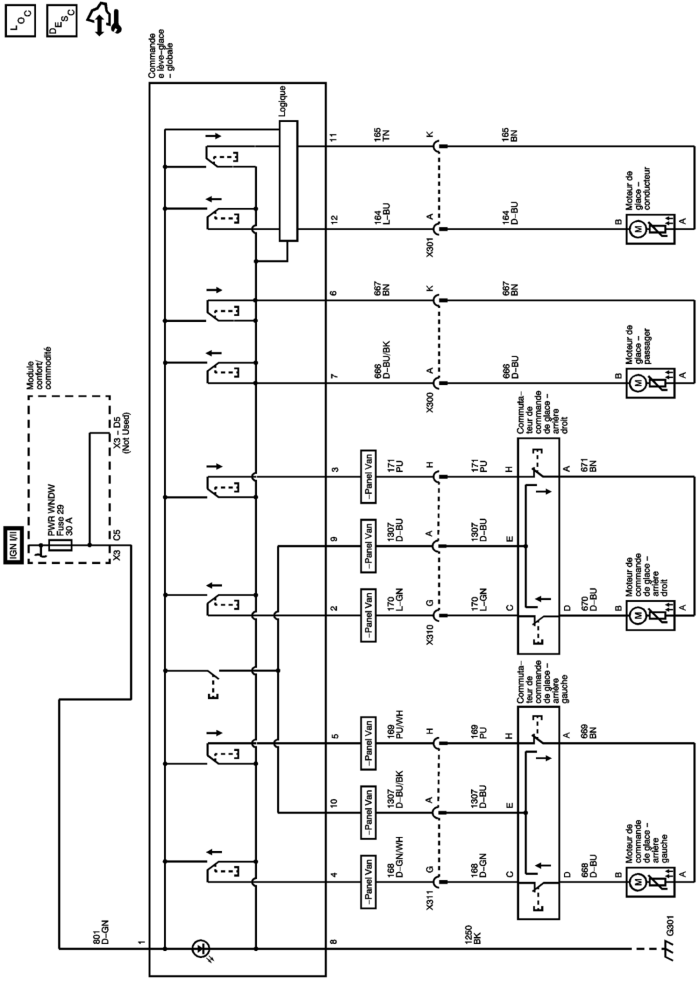 LOC
DESC
Commande
e lève-glace
- globale
Logique
11
165
TN
K
165
BN
12
164
L-BU
A
X301
164
D-BU
Moteur de
glace -
conducteur
B
M
A
6
667
BN
K
667
BN
7
666
D-BU/BK
A
X300
666
D-BU
Moteur de
glace -
passager
B
M
A
Module
confort/
commodité
IGN I/II
PWR WNDW
Fuse 29
30 A
X3 - D5
(Not Used)
X3
C5
3
-Panel Van
171
PU
H
171
PU
H
9
-Panel Van
1307
D-BU
A
1307
D-BU
E
2
-Panel Van
170
L-GN
G
X310
170
L-GN
C
Commuta-
teur de
commande
de glace -
arrière
droit
A
671
BN
D
670
D-BU
Moteur de
commande
de glace -
arrière
droit
B
M
A
5
-Panel Van
169
PU/WH
H
169
PU
H
10
-Panel Van
1307
D-BU/BK
A
1307
D-BU
E
4
-Panel Van
168
D-GN/WH
G
X311
168
D-GN
C
Commuta-
teur de
commande
de glace -
arrière
gauche
A
669
BN
D
668
D-BU
Moteur de
commande
de glace -
arrière
gauche
B
M
A
801
D-GN
1
8
1250
BK
G301